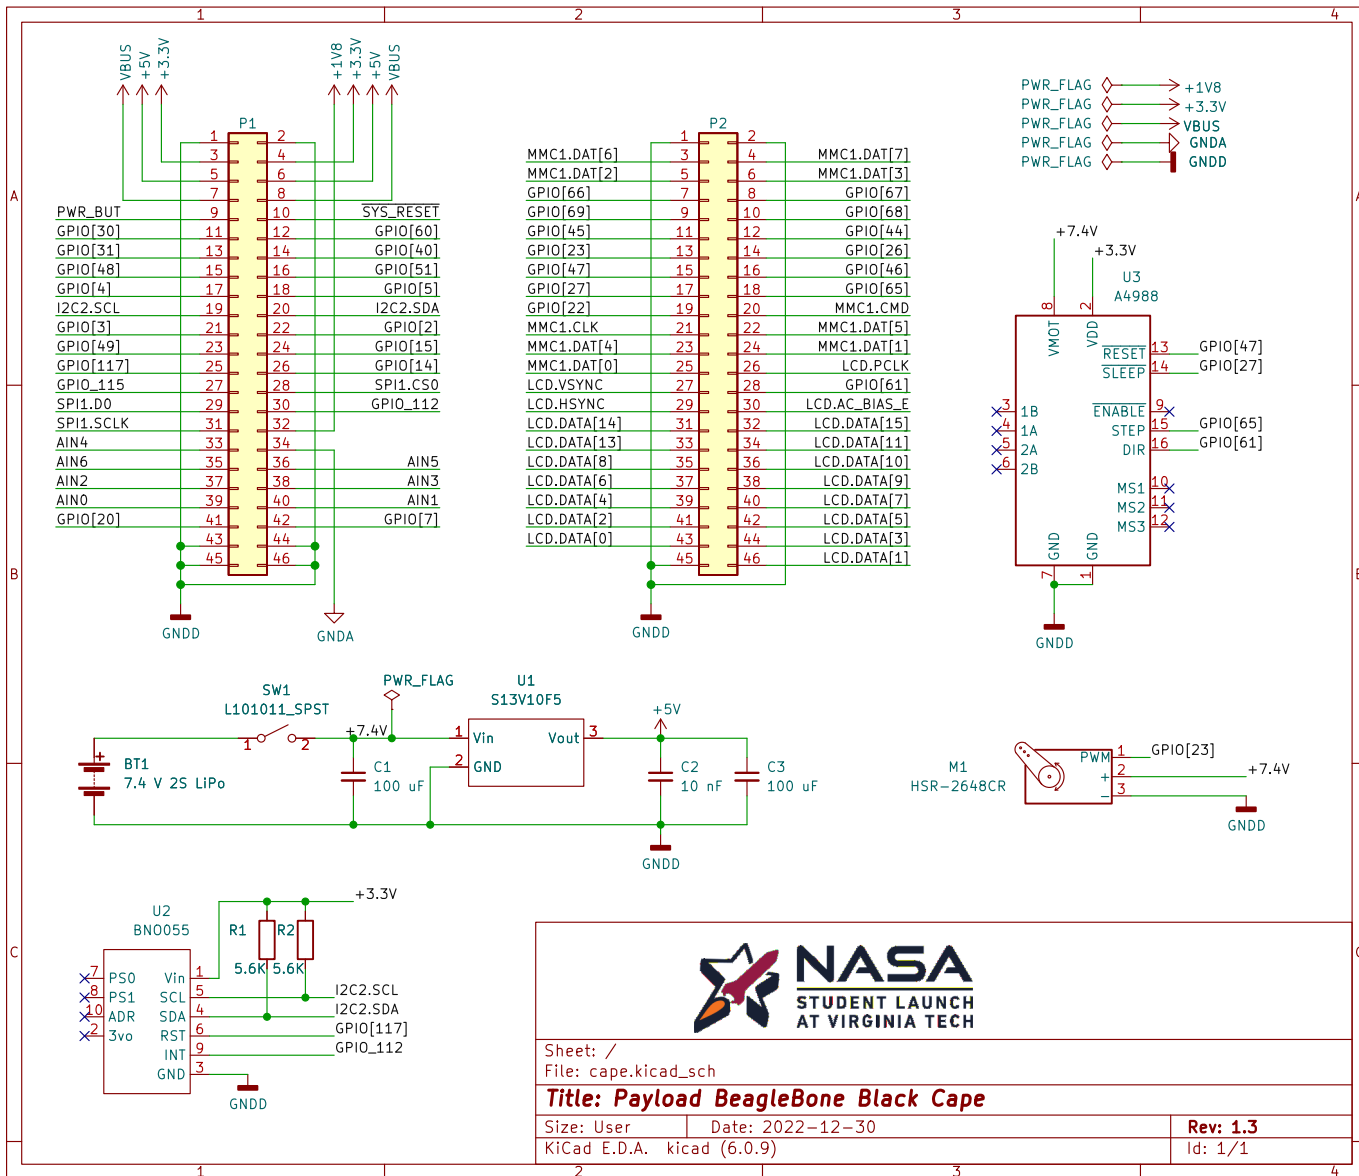 1 2 3 4
VBUS +5V +3.3V +1V8 +3.3V +5V VBUS
PWR_FLAG +1V8
PWR_FLAG +3.3V
PWR_FLAG VBUS
PWR_FLAG GNDA
PWR_FLAG GNDD
A A
P1
1 2
3 4
5 6
7 8
PWR_BUT 9 10 SYS_RESET
GPIO[30] 11 12 GPIO[60]
GPIO[31] 13 14 GPIO[40]
GPIO[48] 15 16 GPIO[51]
GPIO[4] 17 18 GPIO[5]
I2C2.SCL 19 20 I2C2.SDA
GPIO[3] 21 22 GPIO[2]
GPIO[49] 23 24 GPIO[15]
GPIO[117] 25 26 GPIO[14]
GPIO_115 27 28 SPI1.CS0
SPI1.D0 29 30 GPIO_112
SPI1.SCLK 31 32
AIN4 33 34
AIN6 35 36 AIN5
AIN2 37 38 AIN3
AIN0 39 40 AIN1
GPIO[20] 41 42 GPIO[7]
43 44
45 46
GNDD
GNDA
P2
1 2
MMC1.DAT[6] 3 4 MMC1.DAT[7]
MMC1.DAT[2] 5 6 MMC1.DAT[3]
GPIO[66] 7 8 GPIO[67]
GPIO[69] 9 10 GPIO[68]
GPIO[45] 11 12 GPIO[44]
GPIO[23] 13 14 GPIO[26]
GPIO[47] 15 16 GPIO[46]
GPIO[27] 17 18 GPIO[65]
GPIO[22] 19 20 MMC1.CMD
MMC1.CLK 21 22 MMC1.DAT[5]
MMC1.DAT[4] 23 24 MMC1.DAT[1]
MMC1.DAT[0] 25 26 LCD.PCLK
LCD.VSYNC 27 28 GPIO[61]
LCD.HSYNC 29 30 LCD.AC_BIAS_E
LCD.DATA[14] 31 32 LCD.DATA[15]
LCD.DATA[13] 33 34 LCD.DATA[11]
LCD.DATA[8] 35 36 LCD.DATA[10]
LCD.DATA[6] 37 38 LCD.DATA[9]
LCD.DATA[4] 39 40 LCD.DATA[7]
LCD.DATA[2] 41 42 LCD.DATA[5]
LCD.DATA[0] 43 44 LCD.DATA[3]
45 46 LCD.DATA[1]
GNDD
+7.4V
+3.3V
U3
A4988
8 2
VMOT VDD
RESET 13 GPIO[47]
SLEEP 14 GPIO[27]
3 1B ENABLE 9
4 1A STEP 15 GPIO[65]
5 2A DIR 16 GPIO[61]
6 2B
MS1 10
MS2 11
MS3 12
GND GND
7 1
GNDD
B B
SW1
L101011_SPST
1 2
BT1
7.4 V 2S LiPo
+
+7.4V
PWR_FLAG
C1
100 uF
U1
S13V10F5
1 Vin Vout 3
2 GND
+5V
C2
10 nF
C3
100 uF
GNDD
M1
HSR-2648CR
PWM 1 GPIO[23]
+ 2 +7.4V
- 3
GNDD
C C
U2
BNO055
+3.3V
R1 R2
5.6K 5.6K
7 PS0 Vin 1
8 PS1 SCL 5 I2C2.SCL
10 ADR SDA 4 I2C2.SDA
2 3vo RST 6 GPIO[117]
INT 9 GPIO_112
GND 3
GNDD
NASA
STUDENT LAUNCH
AT VIRGINIA TECH
Sheet: /
File: cape.kicad_sch
Title: Payload BeagleBone Black Cape
Size: User Date: 2022-12-30 Rev: 1.3
KiCad E.D.A. kicad (6.0.9) Id: 1/1
1 2 3 4